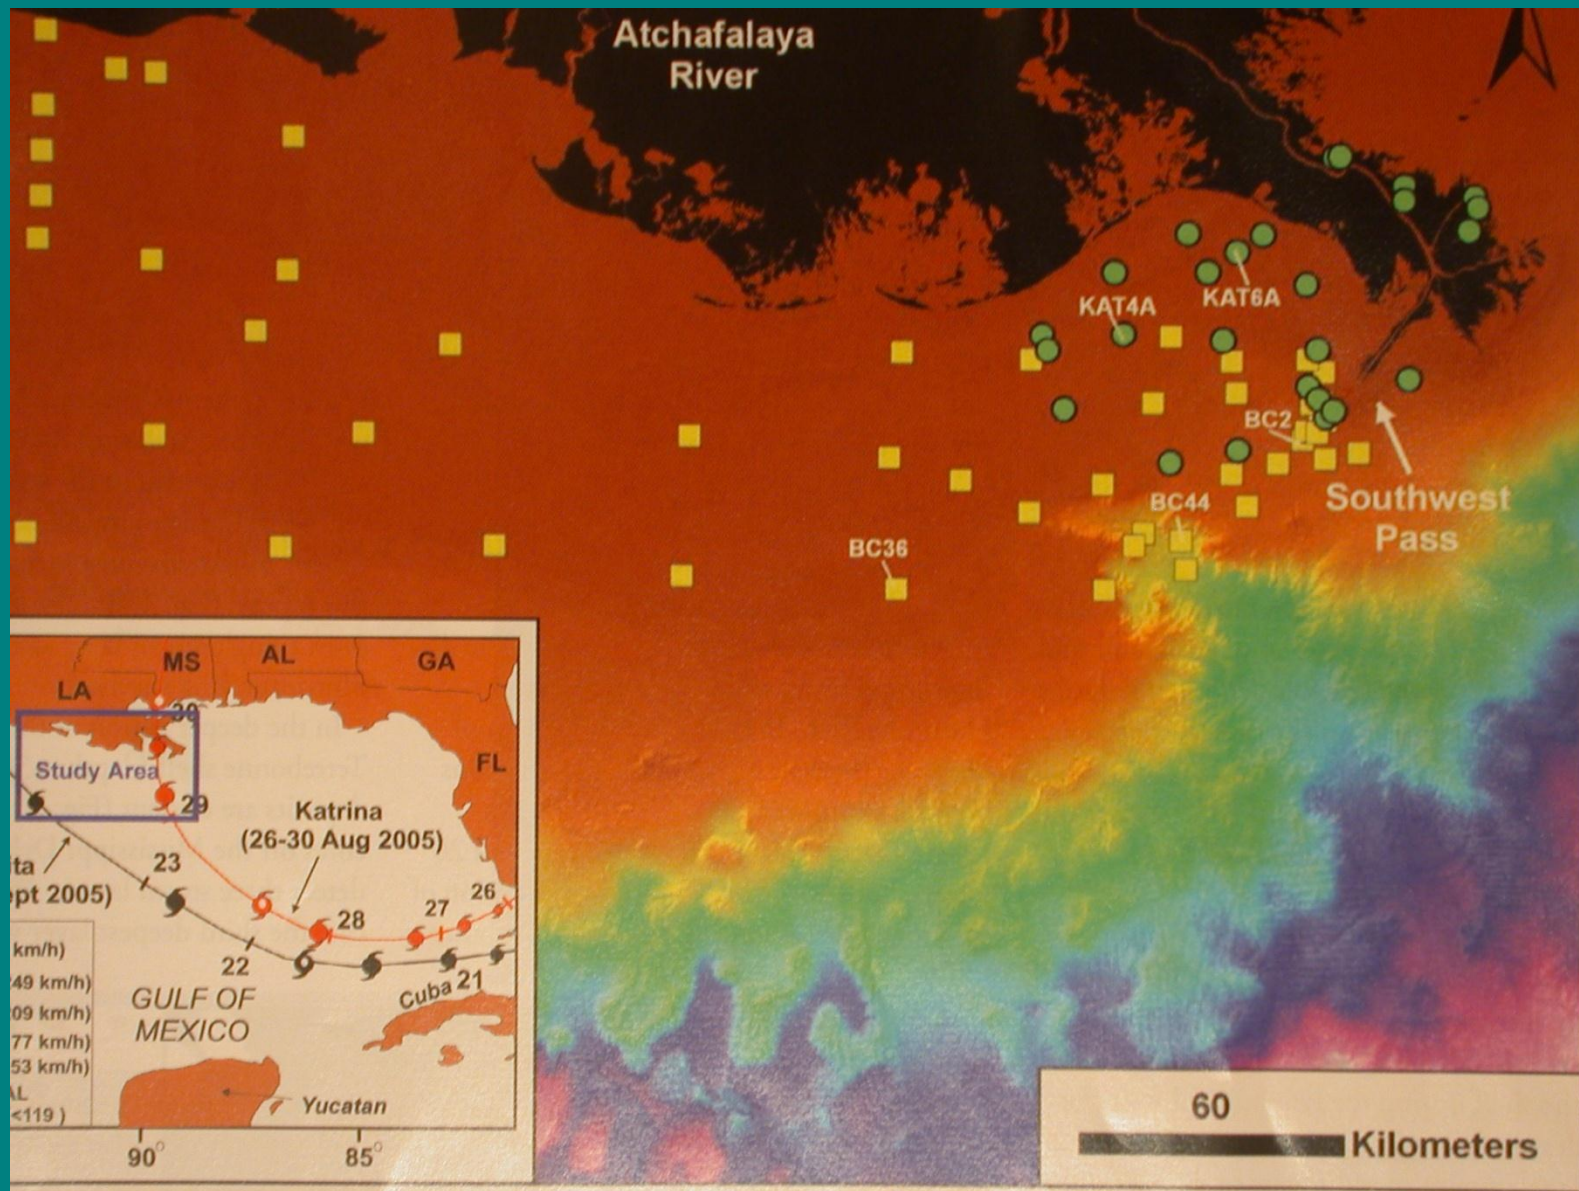 Atchafalaya
River
KAT4A
KAT6A
BC2
BC44
BC36
Southwest
Pass
MS
AL
GA
LA
30
Study Area
FL
29
Katrina
(26-30 Aug 2005)
23
ita
ept 2005)
26
27
28
22
21
Cuba
km/h)
49 km/h)
09 km/h)
77 km/h)
53 km/h)
AL
<119 )
GULF OF
MEXICO
Yucatan
90°
85°
60
Kilometers